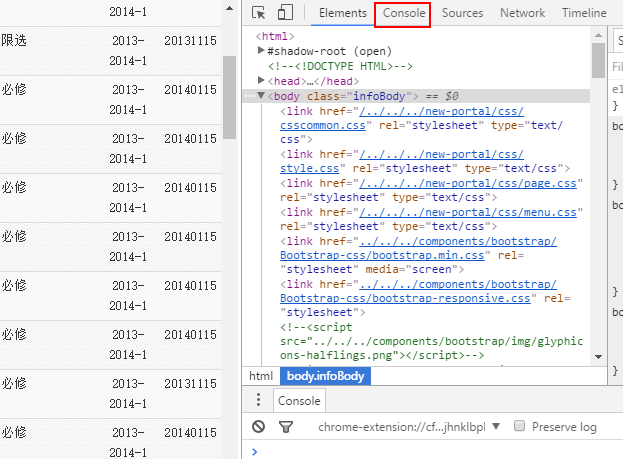 2014-1
限选 2013- 20131115
2014-1
必修 2013- 20140115
2014-1
必修 2013- 20140115
2014-1
必修 2013- 20140115
2014-1
必修 2013- 20140115
2014-1
必修 2013- 20140115
2014-1
必修 2013- 20140115
2014-1
必修 2013- 20131115
2014-1
必修 2013- 20140115
2014-1
Elements Console Sources Network Timeline
<html>
#shadow-root (open)
<!--<!DOCTYPE HTML>-->
<head>…</head>
… <body class="infoBody"> == $0
<link href="/../../../new-portal/css/
csscommon.css" rel="stylesheet" type="text/
css">
<link href="/../../../new-portal/css/
style.css" rel="stylesheet" type="text/css">
<link href="/../../../new-portal/css/page.css"
rel="stylesheet" type="text/css">
<link href="/../../../new-portal/css/menu.css"
rel="stylesheet" type="text/css">
<link href="../../../components/bootstrap/
Bootstrap-css/bootstrap.min.css" rel=
"stylesheet" media="screen">
<link href="../../../components/bootstrap/
Bootstrap-css/bootstrap-responsive.css" rel=
"stylesheet">
<!--<script
src="../../../components/bootstrap/img/glyphic
ons-halflings.png"></script>-->
html body.infoBody
Console
chrome-extension://cf…jhnklbpl ▼ Preserve log
>
S
Fil
el
}
bo
}
bo
}
bo
}